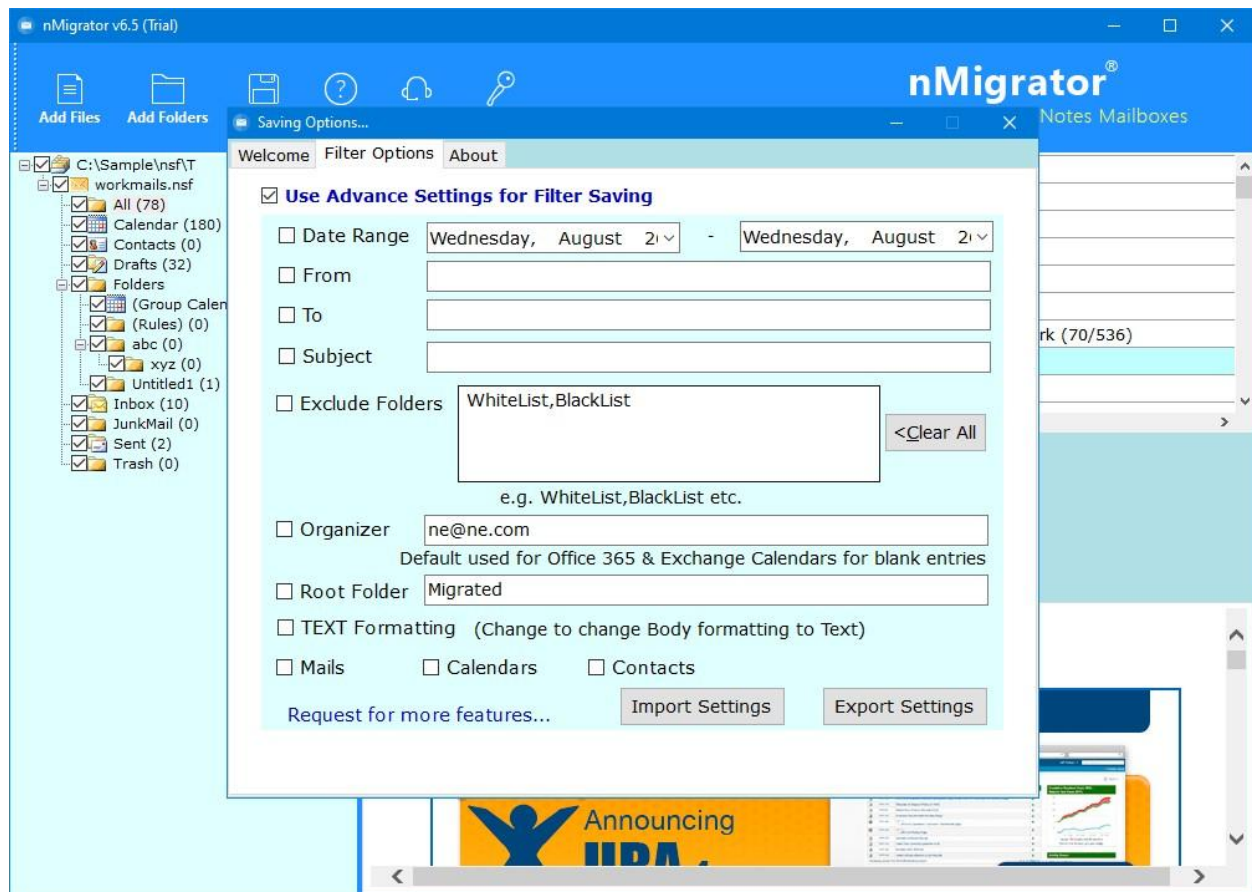 nMigrator v6.5 (Trial)
Add Files
Add Folders
nMigrator®
Notes Mailboxes
Saving Options...
Welcome
Filter Options
About
C:\Sample\nsf\T
workmails.nsf
All (78)
Calendar (180)
Contacts (0)
Drafts (32)
Folders
(Group Calen
(Rules) (0)
abc (0)
xyz (0)
Untitled1 (1)
Inbox (10)
JunkMail (0)
Sent (2)
Trash (0)
Use Advance Settings for Filter Saving
Date Range Wednesday, August 2 - Wednesday, August 2
From
To
Subject
Exclude Folders WhiteList,BlackList
<Clear All
e.g. WhiteList,BlackList etc.
Organizer ne@ne.com
Default used for Office 365 & Exchange Calendars for blank entries
Root Folder Migrated
TEXT Formatting (Change to change Body formatting to Text)
Mails Calendars Contacts
Request for more features... Import Settings Export Settings
rk (70/536)
Announcing